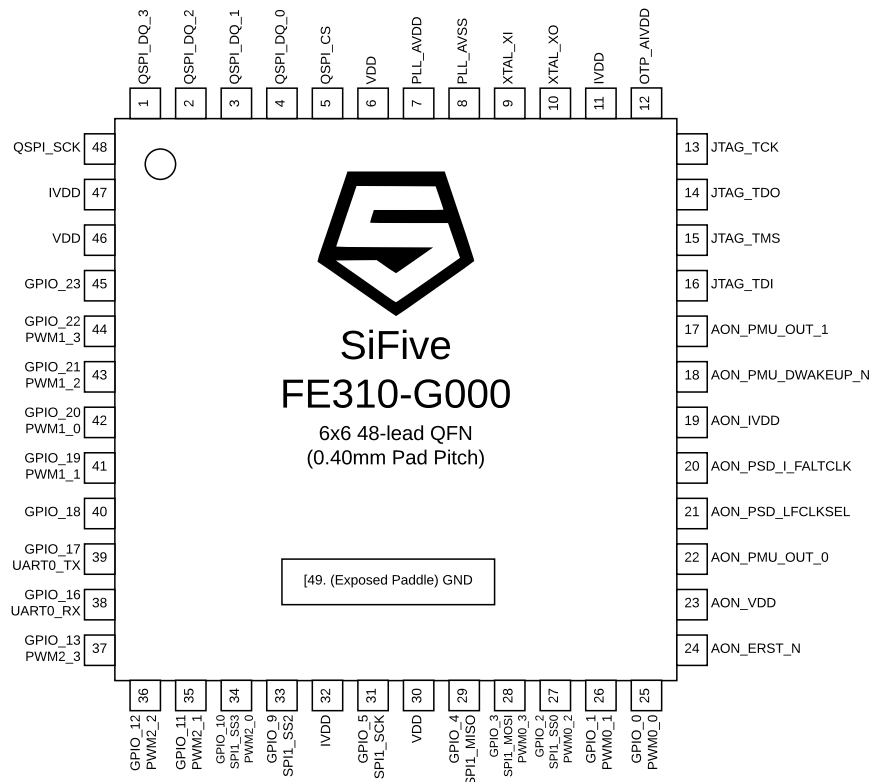 QSPI_DQ_3
QSPI_DQ_2
QSPI_DQ_1
QSPI_DQ_0
QSPI_CS
VDD
PLL_AVDD
PLL_AVSS
XTAL_XI
XTAL_XO
IVDD
OTP_AIVDD
1
2
3
4
5
6
7
8
9
10
11
12
QSPI_SCK 48
IVDD 47
VDD 46
GPIO_23 45
GPIO_22
PWM1_3
44
GPIO_21
PWM1_2
43
GPIO_20
PWM1_0
42
GPIO_19
PWM1_1
41
GPIO_18 40
GPIO_17
UART0_TX
39
GPIO_16
UART0_RX
38
GPIO_13
PWM2_3
37
SiFive
FE310-G000
6x6 48-lead QFN
(0.40mm Pad Pitch)
[49. (Exposed Paddle) GND
13 JTAG_TCK
14 JTAG_TDO
15 JTAG_TMS
16 JTAG_TDI
17 AON_PMU_OUT_1
18 AON_PMU_DWAKEUP_N
19 AON_IVDD
20 AON_PSD_I_FALTCLK
21 AON_PSD_LFCLKSEL
22 AON_PMU_OUT_0
23 AON_VDD
24 AON_ERST_N
36
35
34
33
32
31
30
29
28
27
26
25
GPIO_12
PWM2_2
GPIO_11
PWM2_1
GPIO_10
SPI1_SS3
PWM2_0
GPIO_9
SPI1_SS2
IVDD
GPIO_5
SPI1_SCK
VDD
GPIO_4
SPI1_MISO
GPIO_3
SPI1_MOSI
PWM0_3
GPIO_2
SPI1_SS0
PWM0_2
GPIO_1
PWM0_1
GPIO_0
PWM0_0